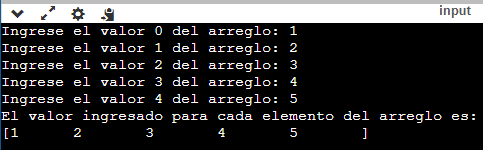 input
Ingrese el valor 0 del arreglo: 1
Ingrese el valor 1 del arreglo: 2
Ingrese el valor 2 del arreglo: 3
Ingrese el valor 3 del arreglo: 4
Ingrese el valor 4 del arreglo: 5
El valor ingresado para cada elemento del arreglo es:
[1 2 3 4 5 ]